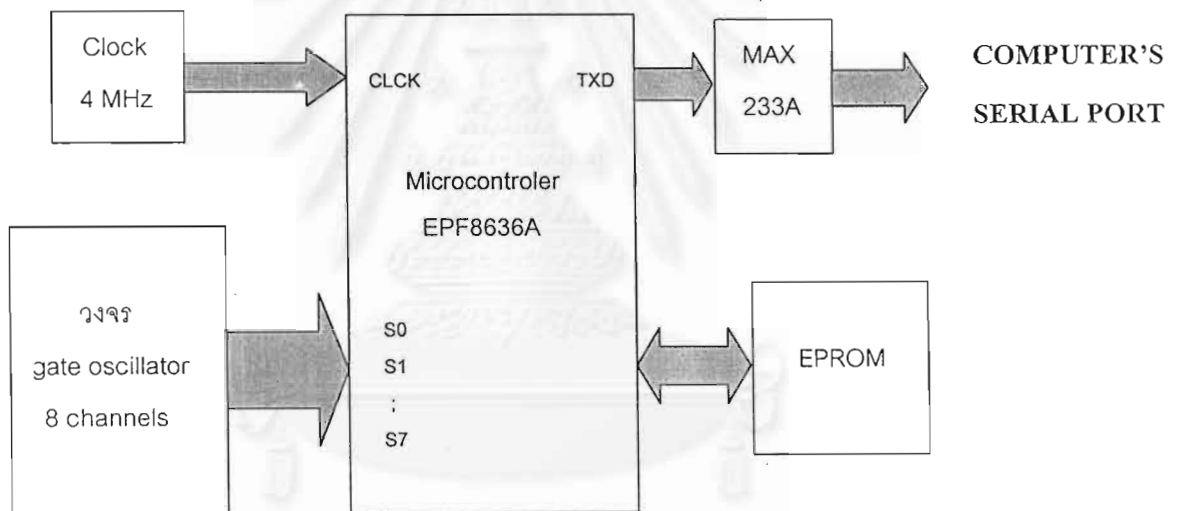 Clock
4 MHz
CLCK
TXD
MAX
233A
COMPUTER'S
SERIAL PORT
Microcontroler
EPF8636A
วงจร
gate oscillator
8 channels
S0
S1
:
S7
EPROM